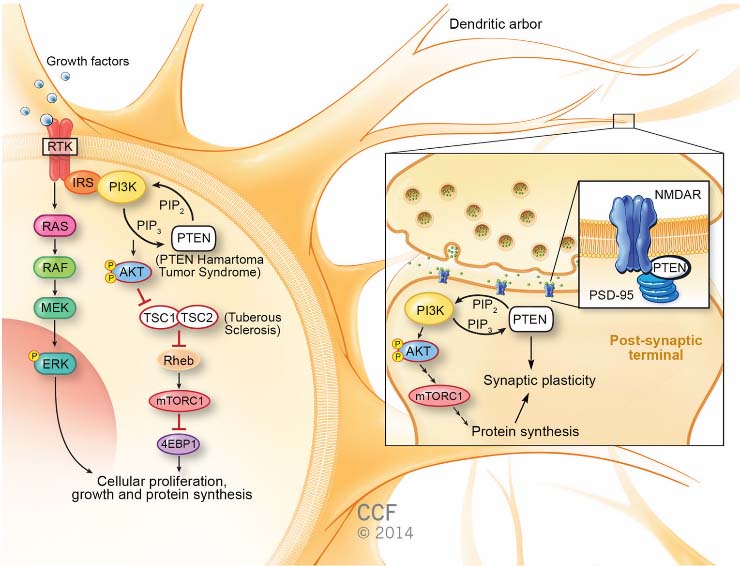 Dendritic arbor
Growth factors
RTK
IRS
PI3K
PIP2
PIP3
PTEN
(PTEN Hamartoma
Tumor Syndrome)
RAS
RAF
MEK
P
ERK
P
P
AKT
TSC1 TSC2
(Tuberous
Sclerosis)
Rheb
mTORC1
4EBP1
Cellular proliferation,
growth and protein synthesis
NMDAR
PTEN
PSD-95
PI3K
PIP2
PIP3
PTEN
P
P
AKT
mTORC1
Post-synaptic
terminal
Synaptic plasticity
Protein synthesis
CCF
© 2014